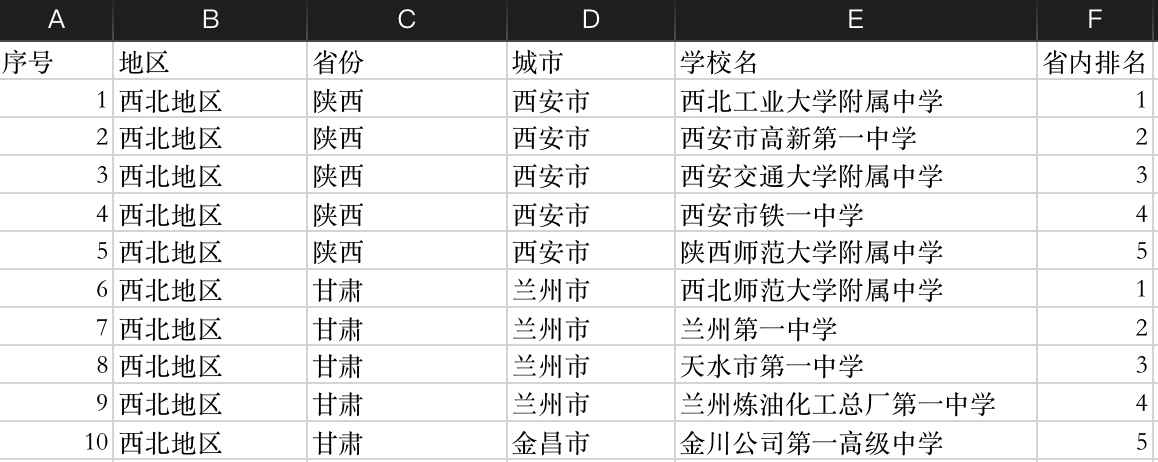 A B C D E F
序号 地区 省份 城市 学校名 省内排名
1 西北地区 陕西 西安市 西北工业大学附属中学 1
2 西北地区 陕西 西安市 西安市高新第一中学 2
3 西北地区 陕西 西安市 西安交通大学附属中学 3
4 西北地区 陕西 西安市 西安市铁一中学 4
5 西北地区 陕西 西安市 陕西师范大学附属中学 5
6 西北地区 甘肃 兰州市 西北师范大学附属中学 1
7 西北地区 甘肃 兰州市 兰州第一中学 2
8 西北地区 甘肃 兰州市 天水市第一中学 3
9 西北地区 甘肃 兰州市 兰州炼油化工总厂第一中学 4
10 西北地区 甘肃 金昌市 金川公司第一高级中学 5